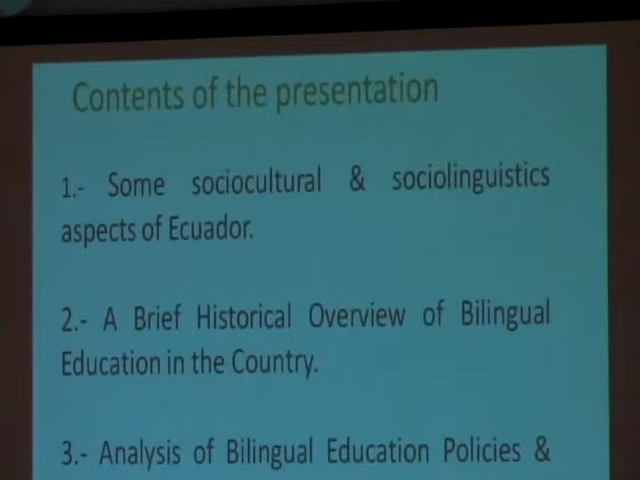 Contents of the presentation
1.- Some sociocultural & sociolinguistics
aspects of Ecuador.
2.- A Brief Historical Overview of Bilingual
Education in the Country.
3.- Analysis of Bilingual Education Policies &